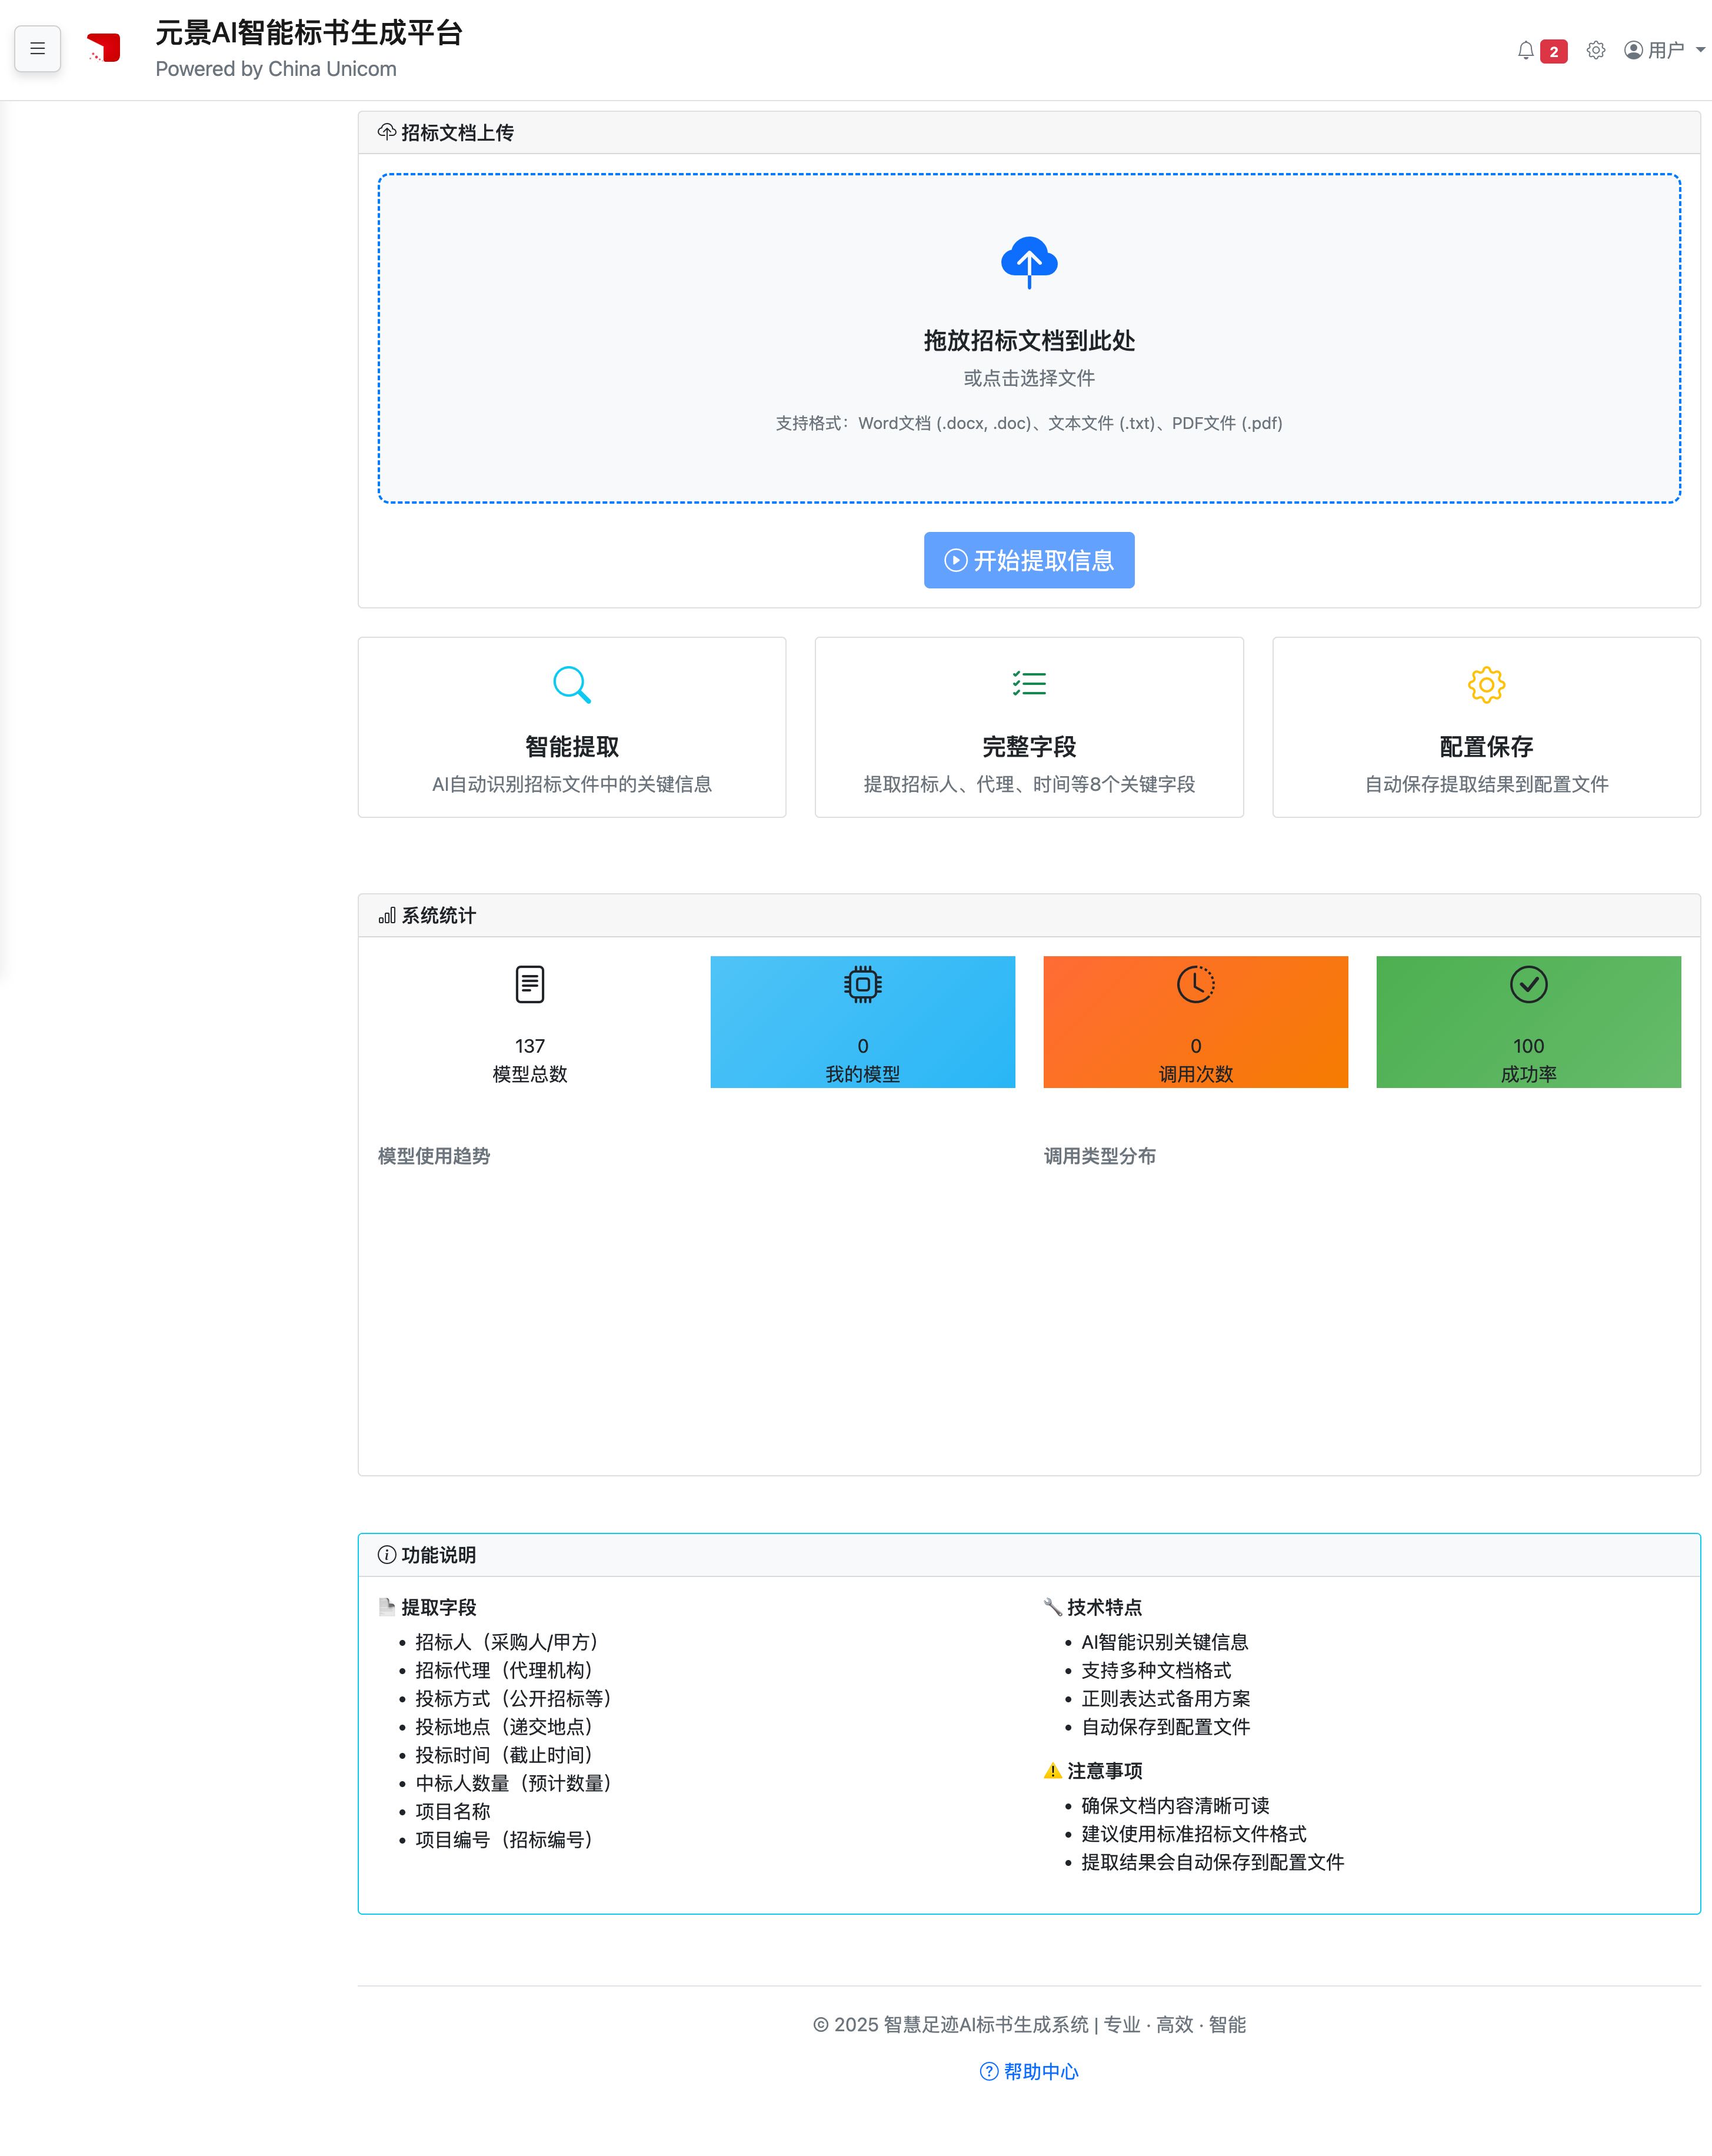 元景AI智能标书生成平台
Powered by China Unicom
2
用户
招标文档上传
拖放招标文档到此处
或点击选择文件
支持格式：Word文档 (.docx, .doc)、文本文件 (.txt)、PDF文件 (.pdf)
开始提取信息
智能提取
AI自动识别招标文件中的关键信息
完整字段
提取招标人、代理、时间等8个关键字段
配置保存
自动保存提取结果到配置文件
系统统计
137
模型总数
0
我的模型
0
调用次数
100
成功率
模型使用趋势
调用类型分布
功能说明
提取字段
• 招标人（采购人/甲方）
• 招标代理（代理机构）
• 投标方式（公开招标等）
• 投标地点（递交地点）
• 投标时间（截止时间）
• 中标人数量（预计数量）
• 项目名称
• 项目编号（招标编号）
技术特点
• AI智能识别关键信息
• 支持多种文档格式
• 正则表达式备用方案
• 自动保存到配置文件
注意事项
• 确保文档内容清晰可读
• 建议使用标准招标文件格式
• 提取结果会自动保存到配置文件
© 2025 智慧足迹AI标书生成系统 | 专业 · 高效 · 智能
帮助中心